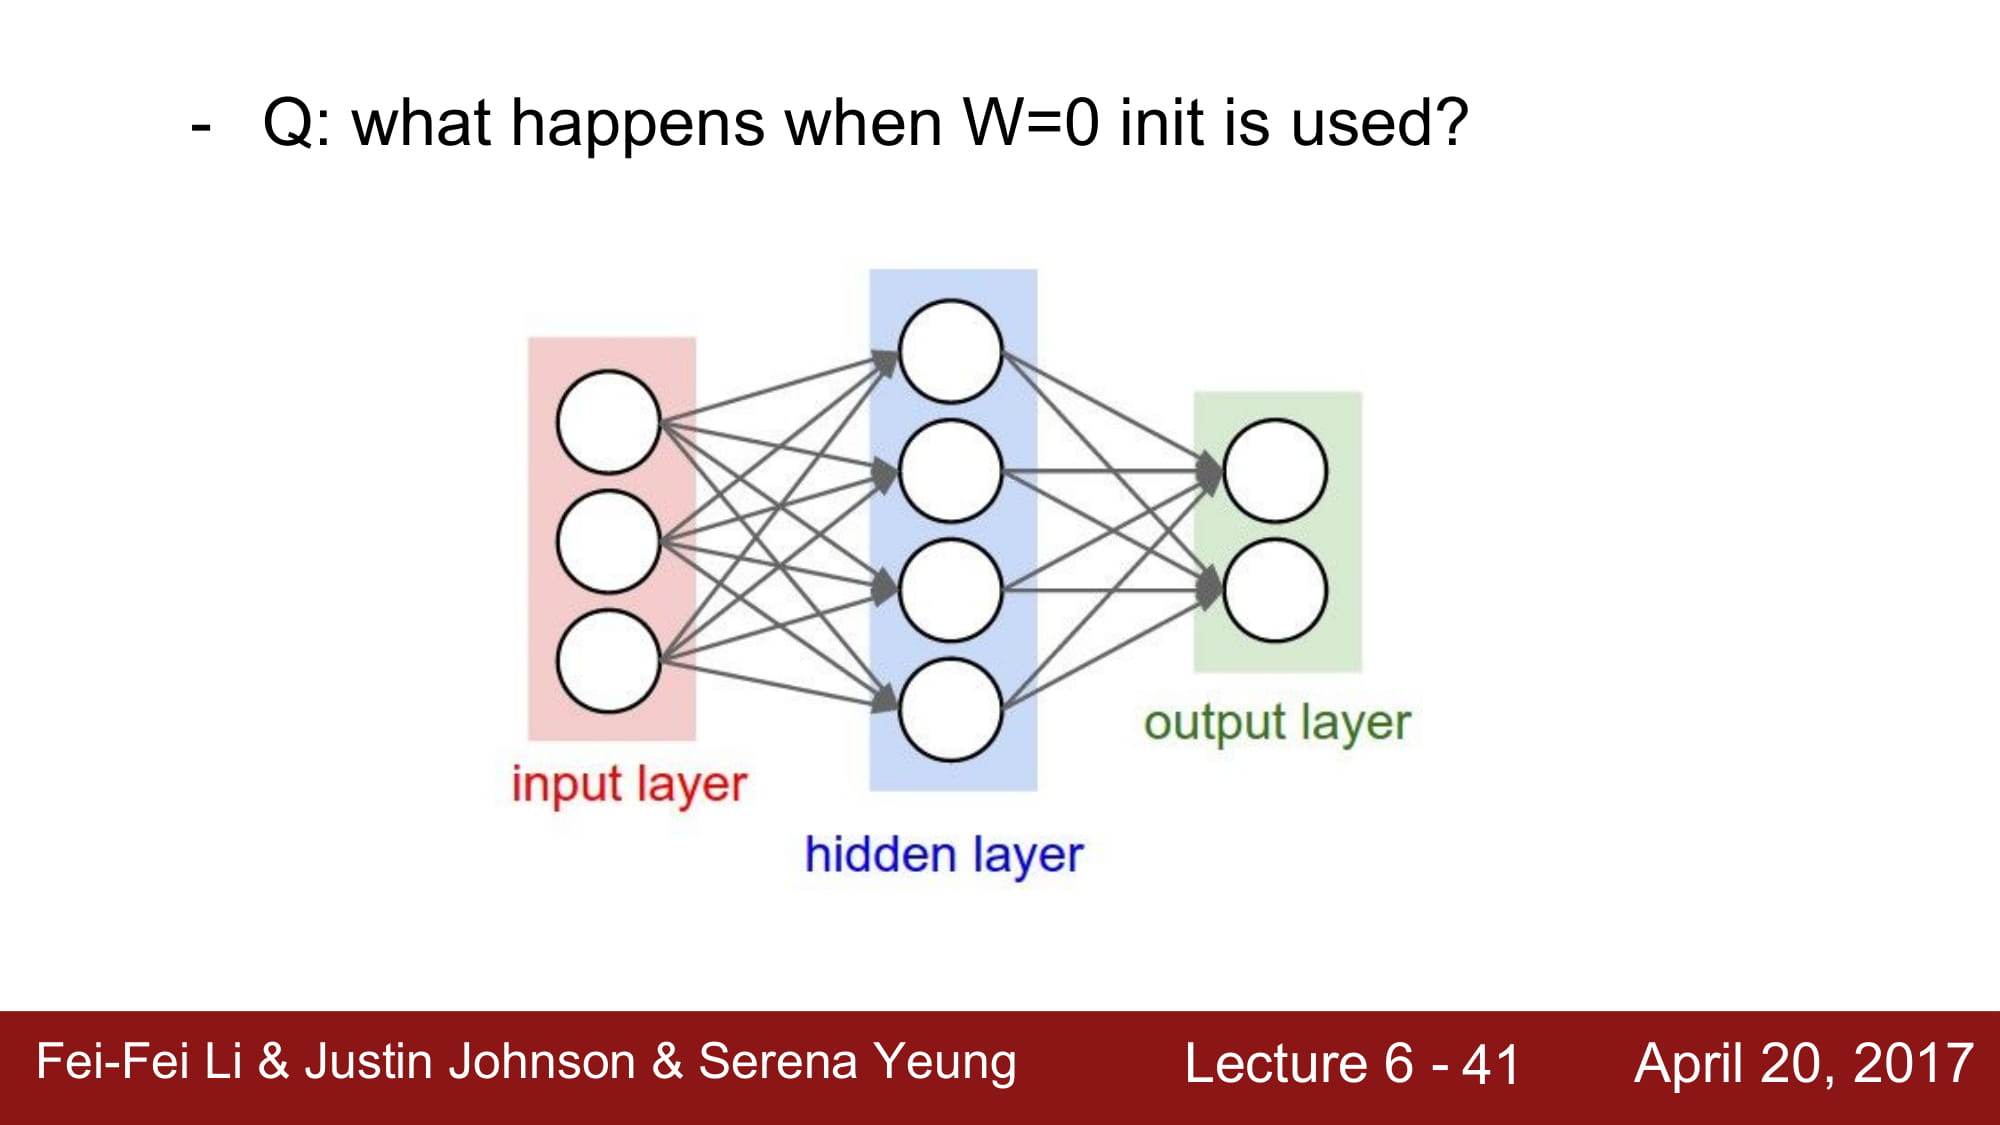 - Q: what happens when W=0 init is used?
input layer
hidden layer
output layer
Fei-Fei Li & Justin Johnson & Serena Yeung
Lecture 6 - 41
April 20, 2017